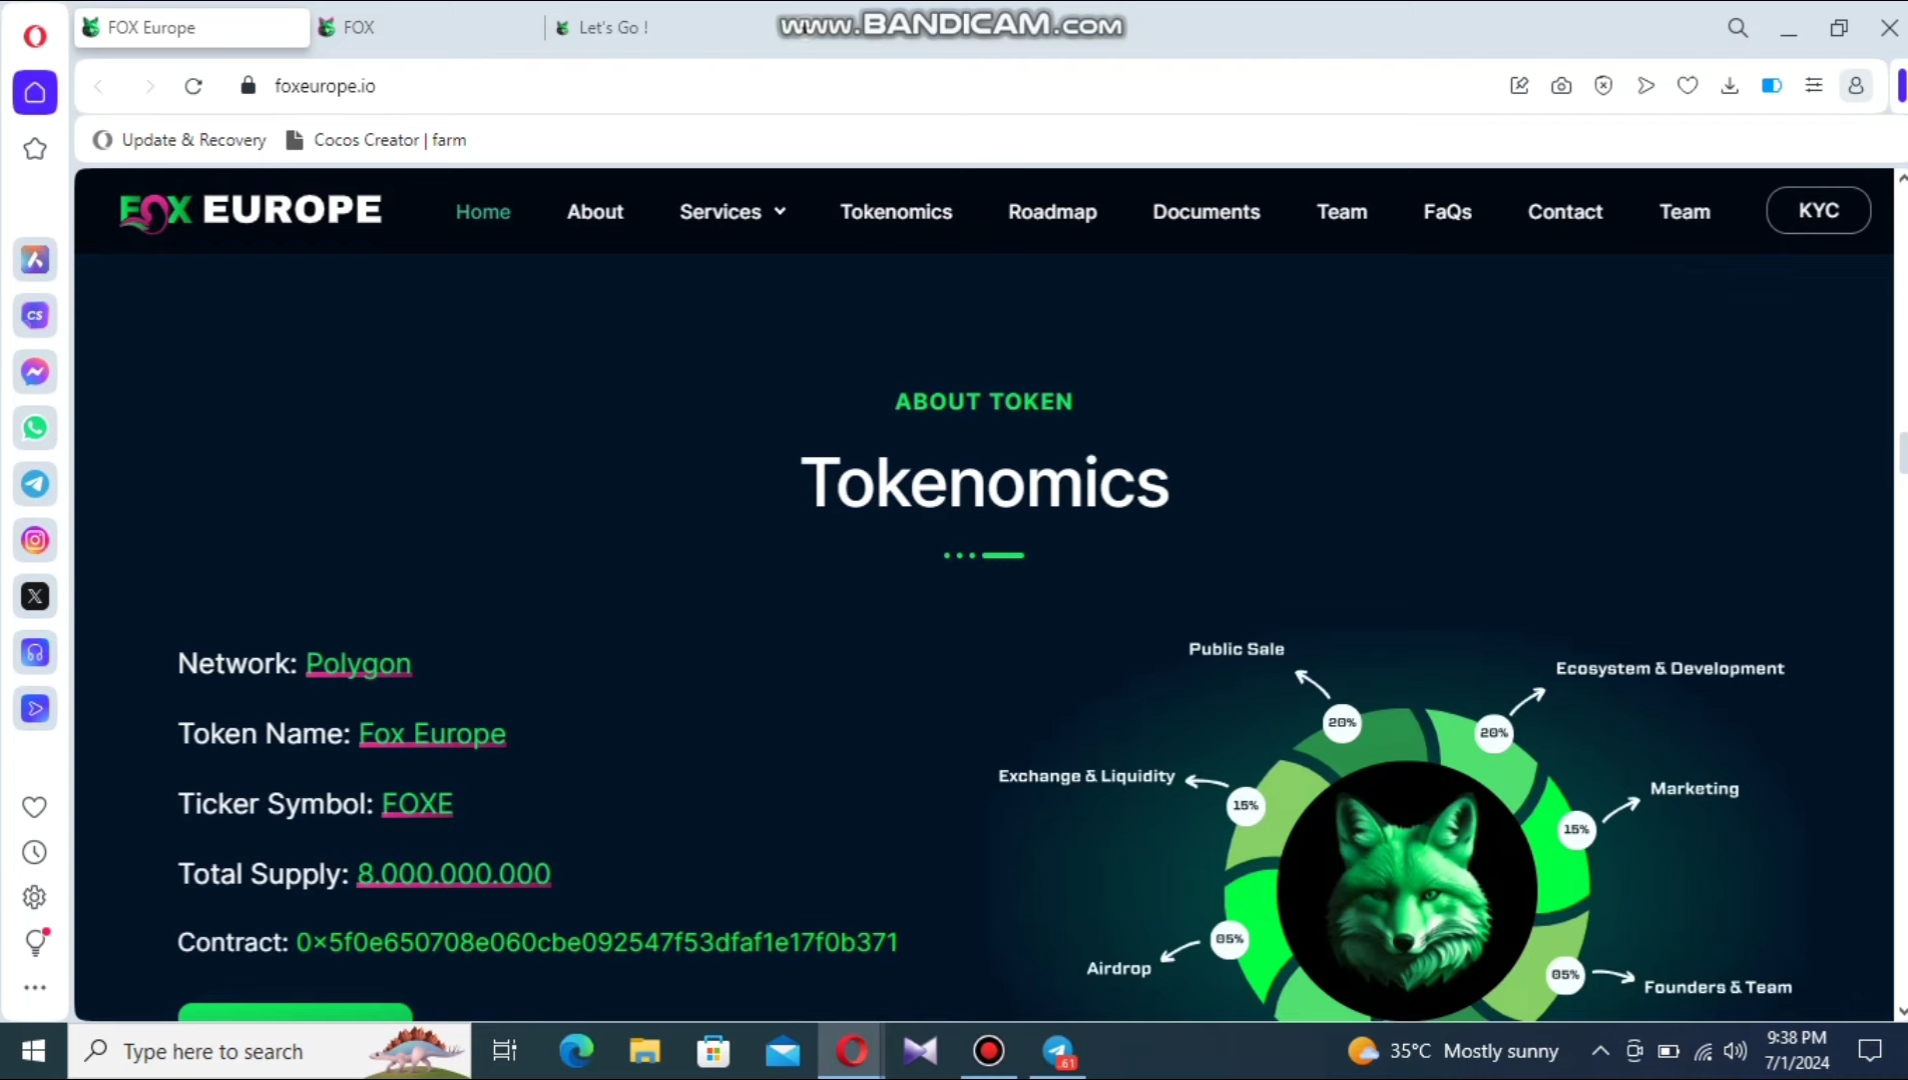 FOX Europe
FOX
Let's Go !
www.BANDICAM.com
foxeurope.io
Update & Recovery
Cocos Creator | farm
FOX EUROPE
Home
About
Services
Tokenomics
Roadmap
Documents
Team
FaQs
Contact
Team
KYC
CS
ABOUT TOKEN
Tokenomics
Network: Polygon
Token Name: Fox Europe
Ticker Symbol: FOXE
Total Supply: 8.000.000.000
Contract: 0x5f0e650708e060cbe092547f53dfaf1e17f0b371
Public Sale
20%
Ecosystem & Development
20%
Exchange & Liquidity
15%
Marketing
15%
Airdrop
05%
Founders & Team
05%
Type here to search
61
35°C Mostly sunny
9:38 PM
7/1/2024